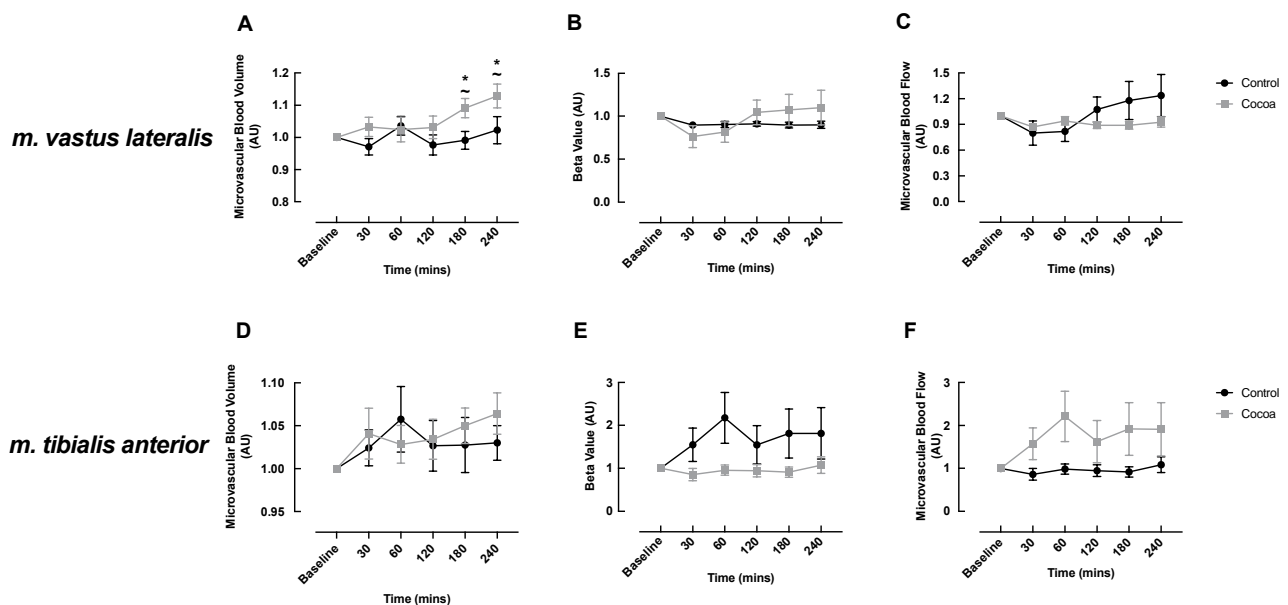 A
Microvascular Blood Volume
(AU)
1.2
1.1
1.0
0.9
0.8
*
~
*
~
Baseline
30
60
120
180
240
Time (mins)
B
Beta Value (AU)
1.5
1.0
0.5
0.0
Baseline
30
60
120
180
240
Time (mins)
C
Microvascular Blood Flow
(AU)
1.5
1.2
0.9
0.6
0.3
0.0
Baseline
30
60
120
180
240
Time (mins)
Control
Cocoa
m. vastus lateralis
D
Microvascular Blood Volume
(AU)
1.10
1.05
1.00
0.95
Baseline
30
60
120
180
240
Time (mins)
E
Beta Value (AU)
3
2
1
0
Baseline
30
60
120
180
240
Time (mins)
F
Microvascular Blood Flow
(AU)
3
2
1
0
Baseline
30
60
120
180
240
Time (mins)
Control
Cocoa
m. tibialis anterior